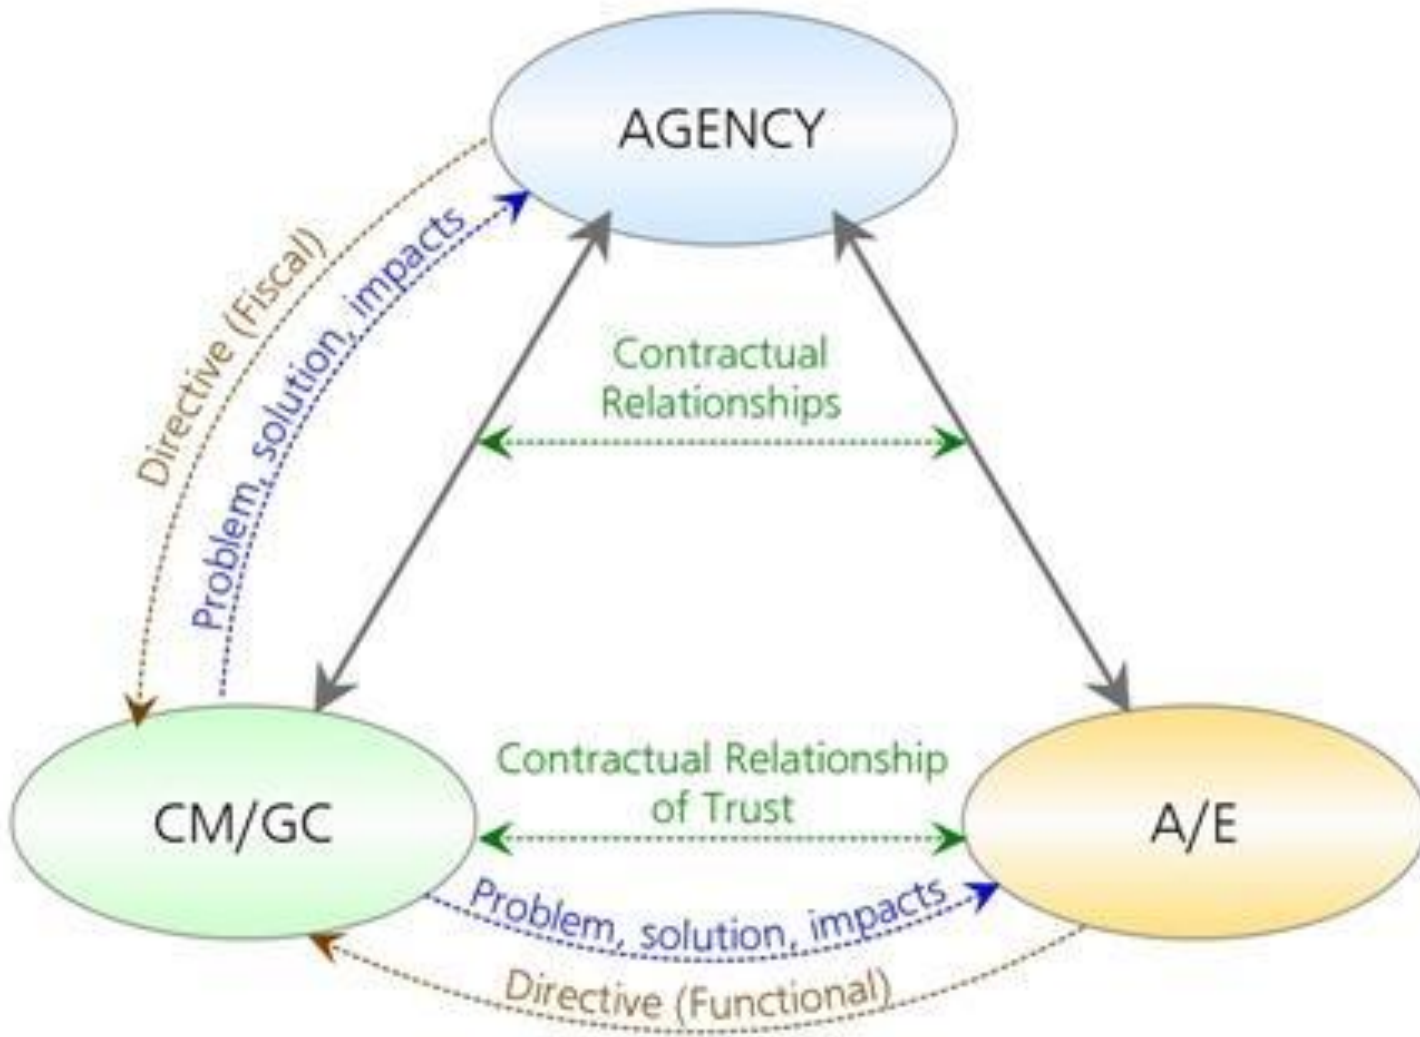 AGENCY
Directive (Fiscal)
Problem, solution, impacts
Contractual
Relationships
CM/GC
Contractual Relationship
of Trust
A/E
Problem, solution, impacts
Directive (Functional)